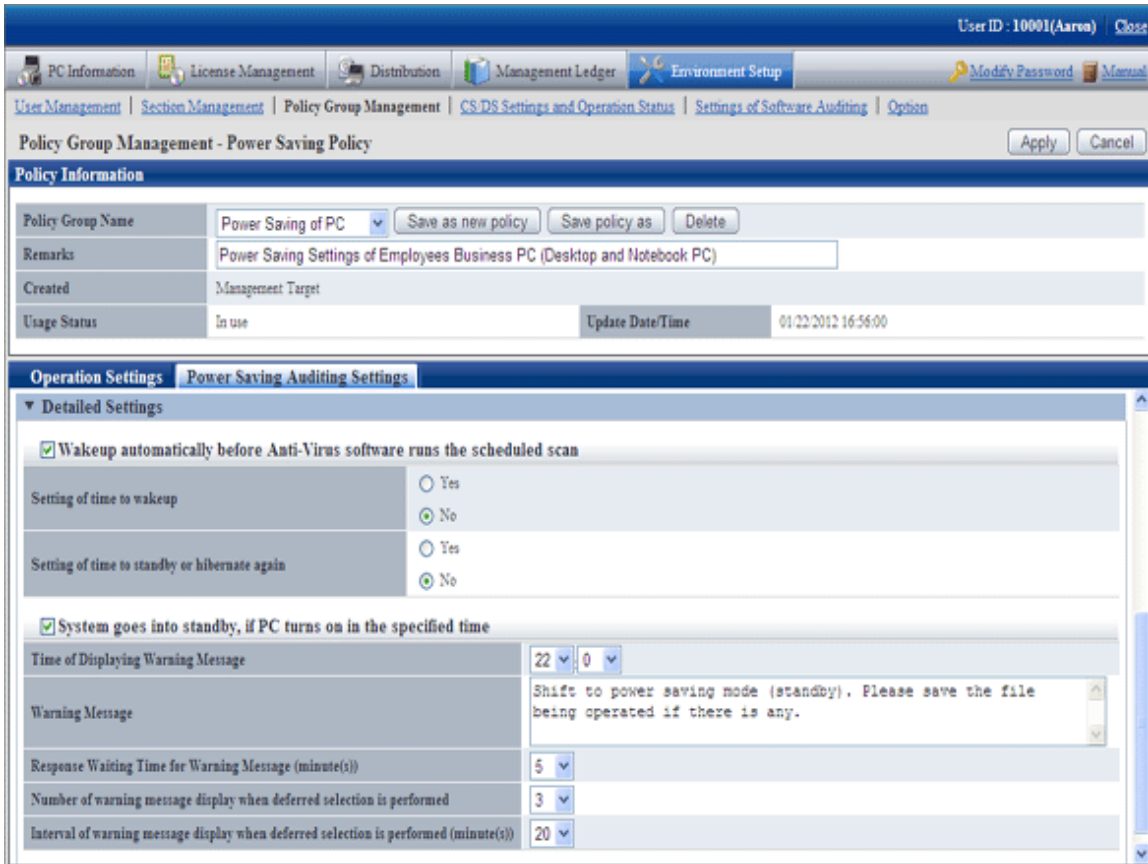 User ID : 10001(Aaron) Close
PC Information License Management Distribution Management Ledger Environment Setup Modify Password Manual
User Management | Section Management | Policy Group Management | CS/DS Settings and Operation Status | Settings of Software Auditing | Option
Policy Group Management - Power Saving Policy Apply Cancel
Policy Information
Policy Group Name Power Saving of PC Save as new policy Save policy as Delete
Remarks Power Saving Settings of Employees Business PC (Desktop and Notebook PC)
Created Management Target
Usage Status In use Update Date/Time 01/22/2012 16:56:00
Operation Settings Power Saving Auditing Settings
Detailed Settings
Wakeup automatically before Anti-Virus software runs the scheduled scan
Setting of time to wakeup Yes
No
Setting of time to standby or hibernate again Yes
No
System goes into standby, if PC turns on in the specified time
Time of Displaying Warning Message 22 : 0
Warning Message Shift to power saving mode (standby). Please save the file
being operated if there is any.
Response Waiting Time for Warning Message (minute(s)) 5
Number of warning message display when deferred selection is performed 3
Interval of warning message display when deferred selection is performed (minute(s)) 20